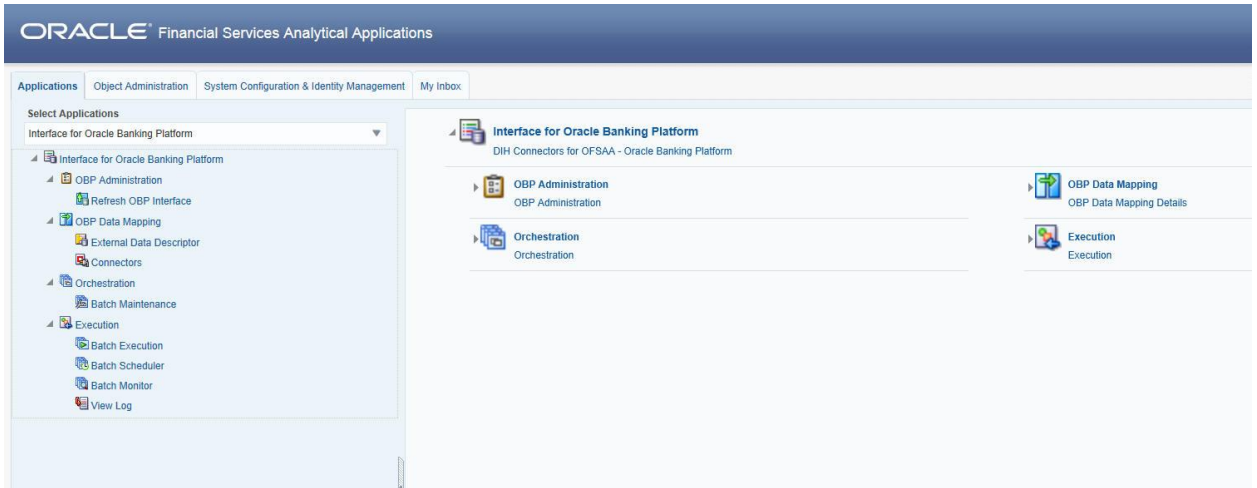 ORACLE® Financial Services Analytical Applications
Applications Object Administration System Configuration & Identity Management My Inbox
Select Applications
Interface for Oracle Banking Platform
Interface for Oracle Banking Platform
OBP Administration
Refresh OBP Interface
OBP Data Mapping
External Data Descriptor
Connectors
Orchestration
Batch Maintenance
Execution
Batch Execution
Batch Scheduler
Batch Monitor
View Log
Interface for Oracle Banking Platform
DIH Connectors for OFSAA - Oracle Banking Platform
OBP Administration
OBP Administration
OBP Data Mapping
OBP Data Mapping Details
Orchestration
Orchestration
Execution
Execution